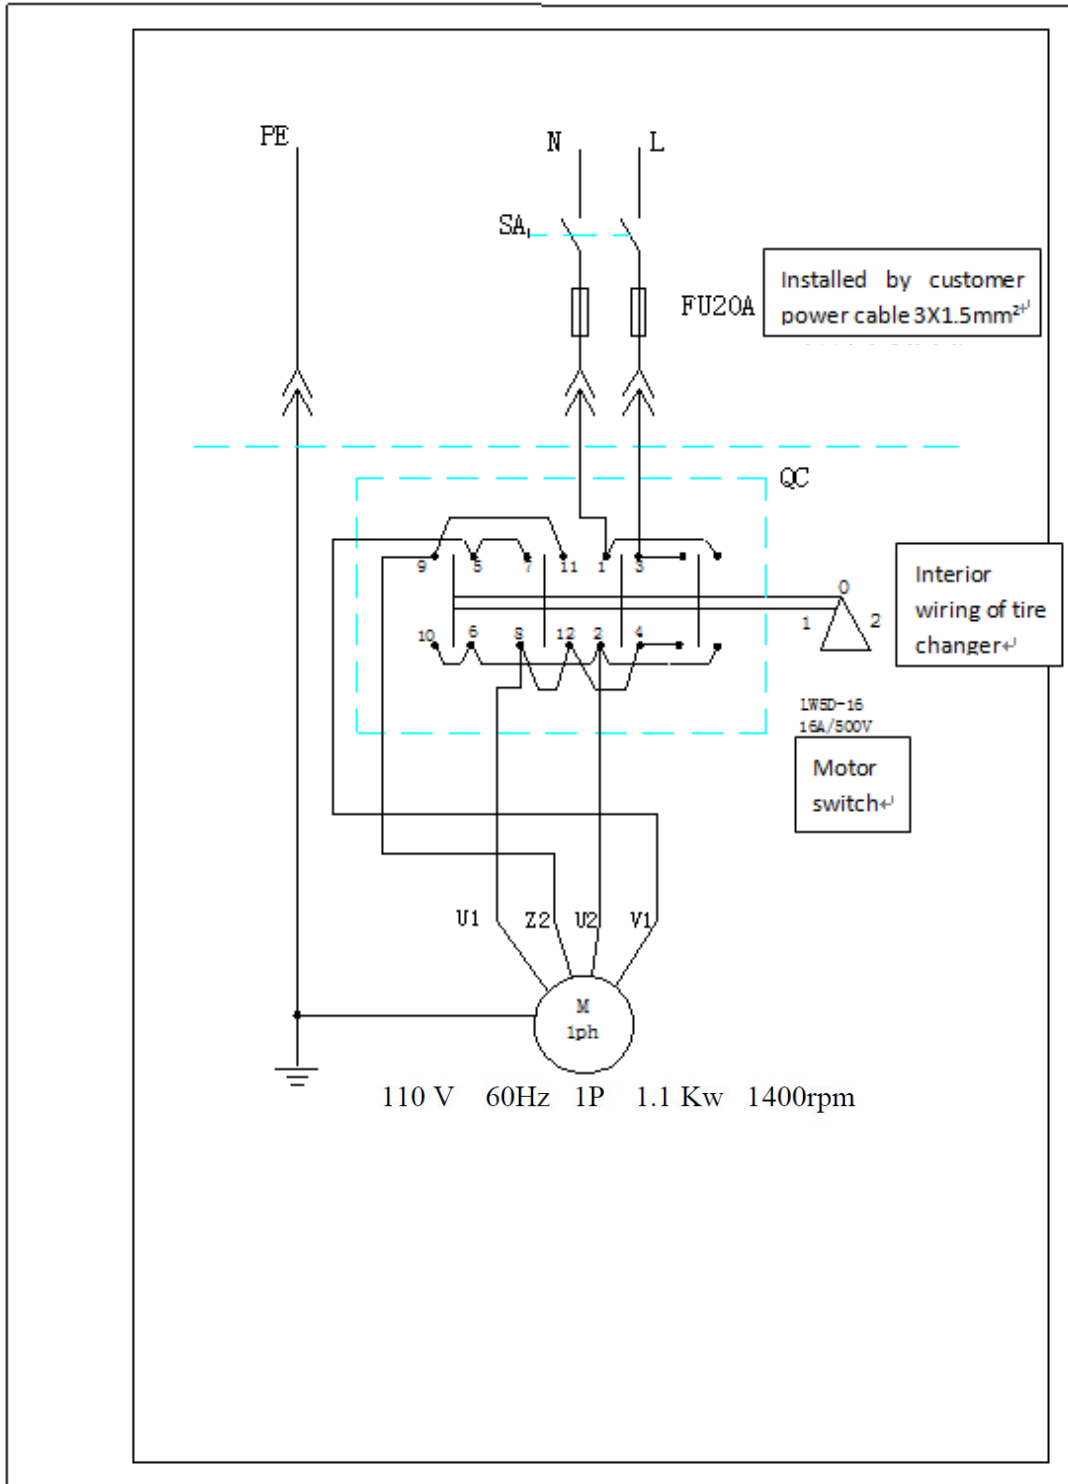 PE
N
L
SA
FU20A
Installed by customer
power cable 3X1.5mm²↵
QC
9
5
7
11
1
3
10
6
8
12
2
4
0
1
2
Interior
wiring of tire
changer↵
LW5D-16
16A/500V
Motor
switch↵
U1
Z2
U2
V1
M
1ph
110 V 60Hz 1P 1.1 Kw 1400rpm